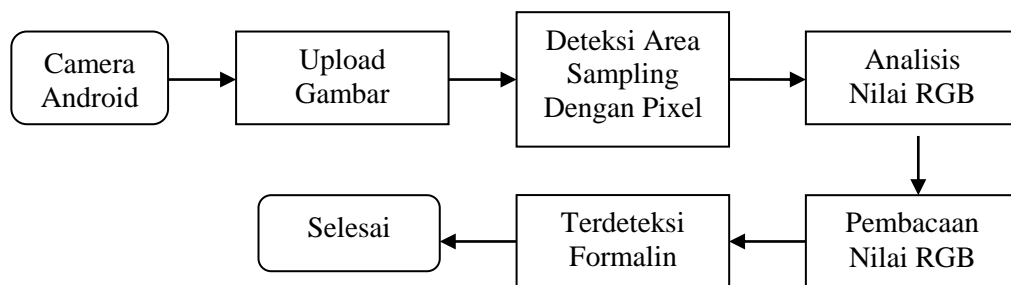 Camera
Android
Upload
Gambar
Deteksi Area
Sampling
Dengan Pixel
Analisis
Nilai RGB
Pembacaan
Nilai RGB
Terdeteksi
Formalin
Selesai